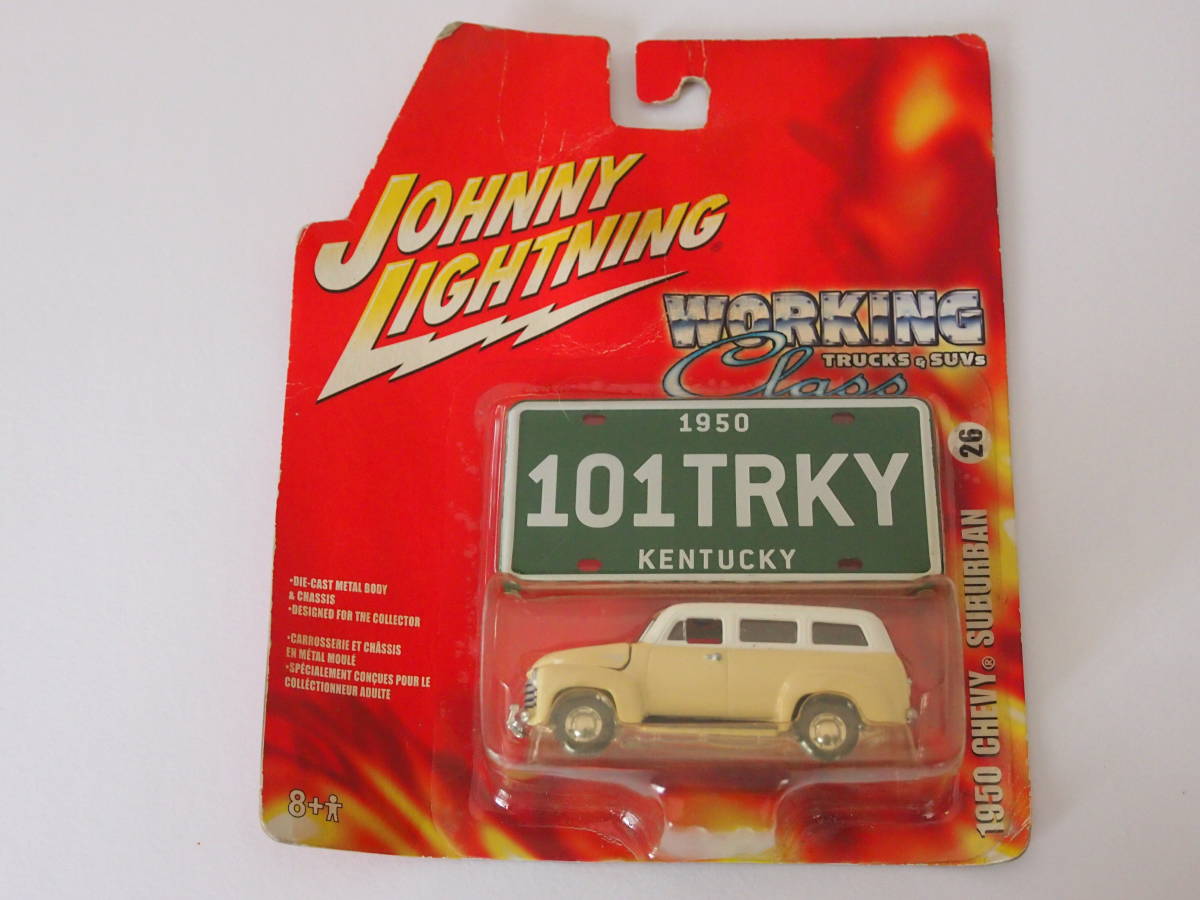 JOHNNY
LIGHTNING®
WORKING
Class
TRUCKS & SUVs
1950
101TRKY
KENTUCKY
26
1950 CHEVY® SUBURBAN
•DIE-CAST METAL BODY
& CHASSIS
•DESIGNED FOR THE COLLECTOR
•CARROSSERIE ET CHÂSSIS
EN MÉTAL MOULÉ
•SPÉCIALEMENT CONÇUES POUR LE
COLLÉCTIONNEUR ADULTE
8+